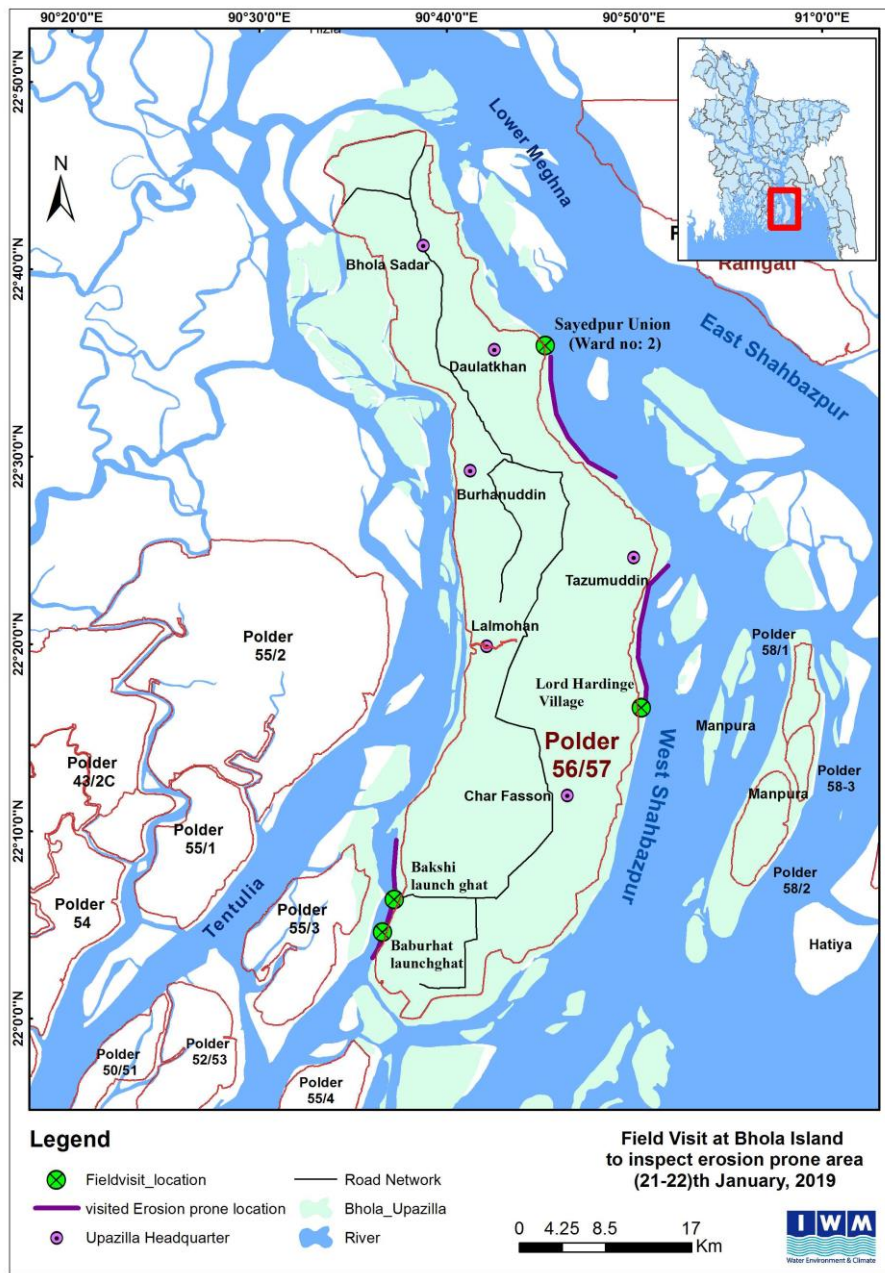 90°20'0"E
90°30'0"E
90°40'0"E
90°50'0"E
91°0'0"E
22°50'0"N
22°40'0"N
22°30'0"N
22°20'0"N
22°10'0"N
22°0'0"N
N
Lower Meghna
Ramgati
East Shahbazpur
Bhola Sadar
Sayedpur Union
(Ward no: 2)
Daulatkhan
Burhanuddin
Tazumuddin
Polder
55/2
Lalmohan
Polder
58/1
Lord Hardinge
Village
Manpura
Polder
56/57
West Shahbazpur
Polder
43/2C
Char Fasson
Manpura
Polder
58-3
Polder
55/1
Bakshi
launch ghat
Polder
58/2
Polder
54
Tentulia
Polder
55/3
Baburhat
launchghat
Hatiya
Polder
50/51
Polder
52/53
Polder
55/4
Legend
Fieldvisit_location
visited Erosion prone location
Upazilla Headquarter
Road Network
Bhola_Upazilla
River
Field Visit at Bhola Island
to inspect erosion prone area
(21-22)th January, 2019
0 4.25 8.5 17
Km
IWM
Water Environment & Climate